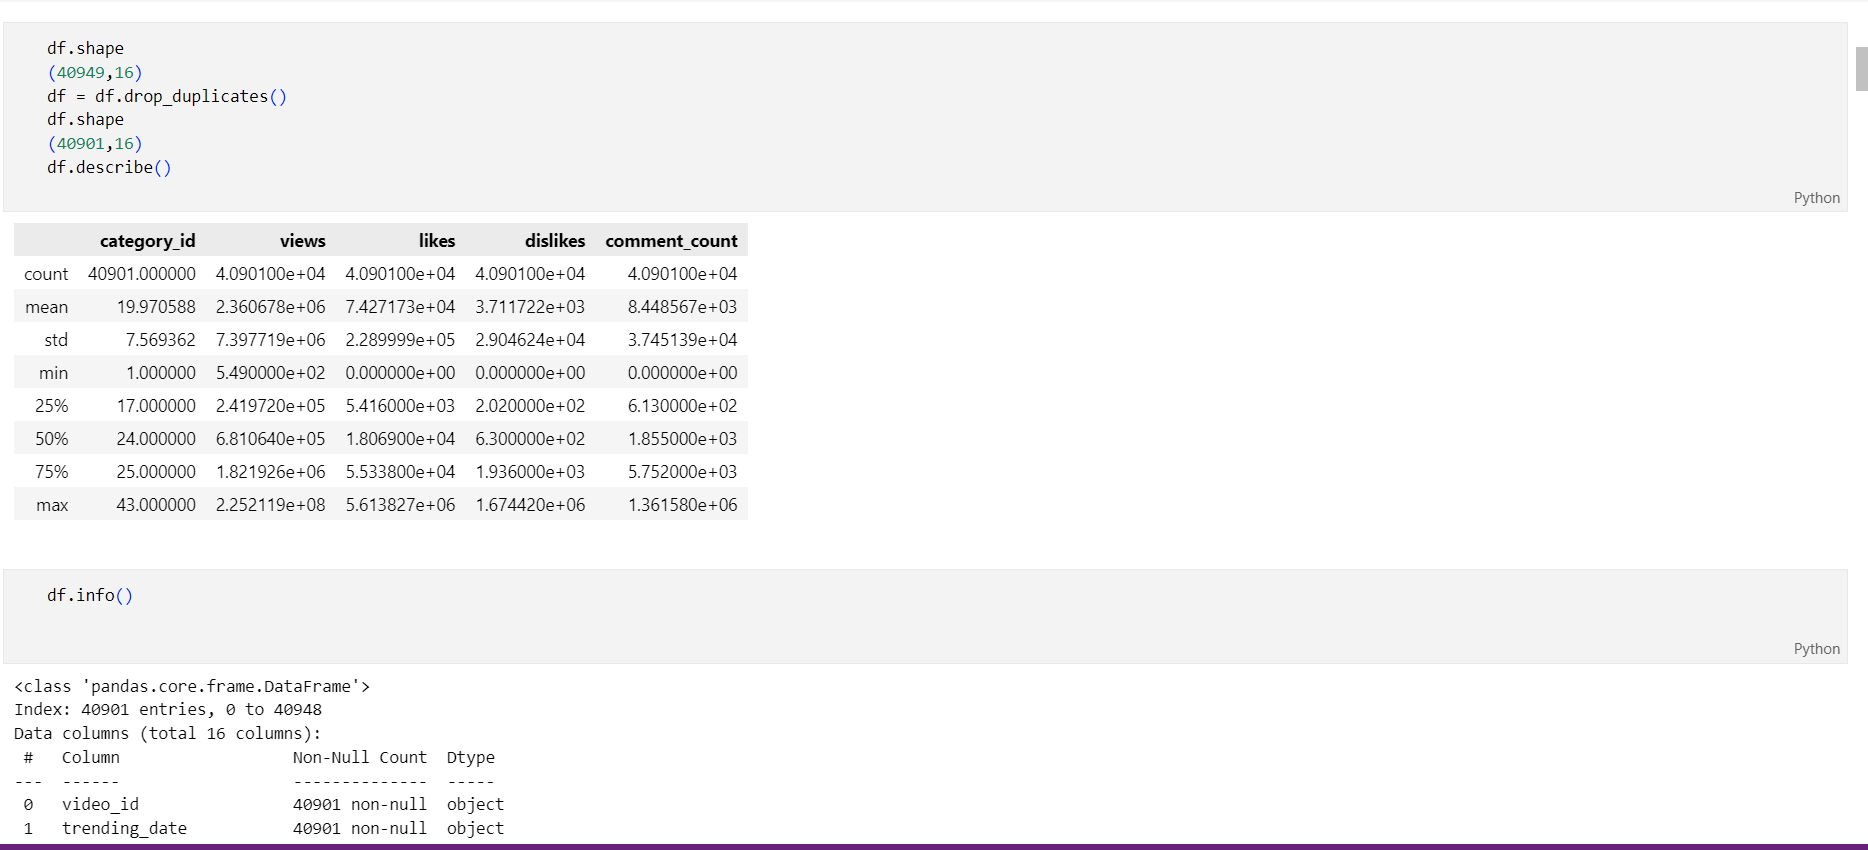 df.shape
(40949,16)
df = df.drop_duplicates()
df.shape
(40901,16)
df.describe()
Python
category_id views likes dislikes comment_count
count 40901.000000 4.090100e+04 4.090100e+04 4.090100e+04 4.090100e+04
mean 19.970588 2.360678e+06 7.427173e+04 3.711722e+03 8.448567e+03
std 7.569362 7.397719e+06 2.289999e+05 2.904624e+04 3.745139e+04
min 1.000000 5.490000e+02 0.000000e+00 0.000000e+00 0.000000e+00
25% 17.000000 2.419720e+05 5.416000e+03 2.020000e+02 6.130000e+02
50% 24.000000 6.810640e+05 1.806900e+04 6.300000e+02 1.855000e+03
75% 25.000000 1.821926e+06 5.533800e+04 1.936000e+03 5.752000e+03
max 43.000000 2.252119e+08 5.613827e+06 1.674420e+06 1.361580e+06
df.info()
Python
<class 'pandas.core.frame.DataFrame'>
Index: 40901 entries, 0 to 40948
Data columns (total 16 columns):
# Column Non-Null Count Dtype
--- ------ -------------- -----
0 video_id 40901 non-null object
1 trending_date 40901 non-null object